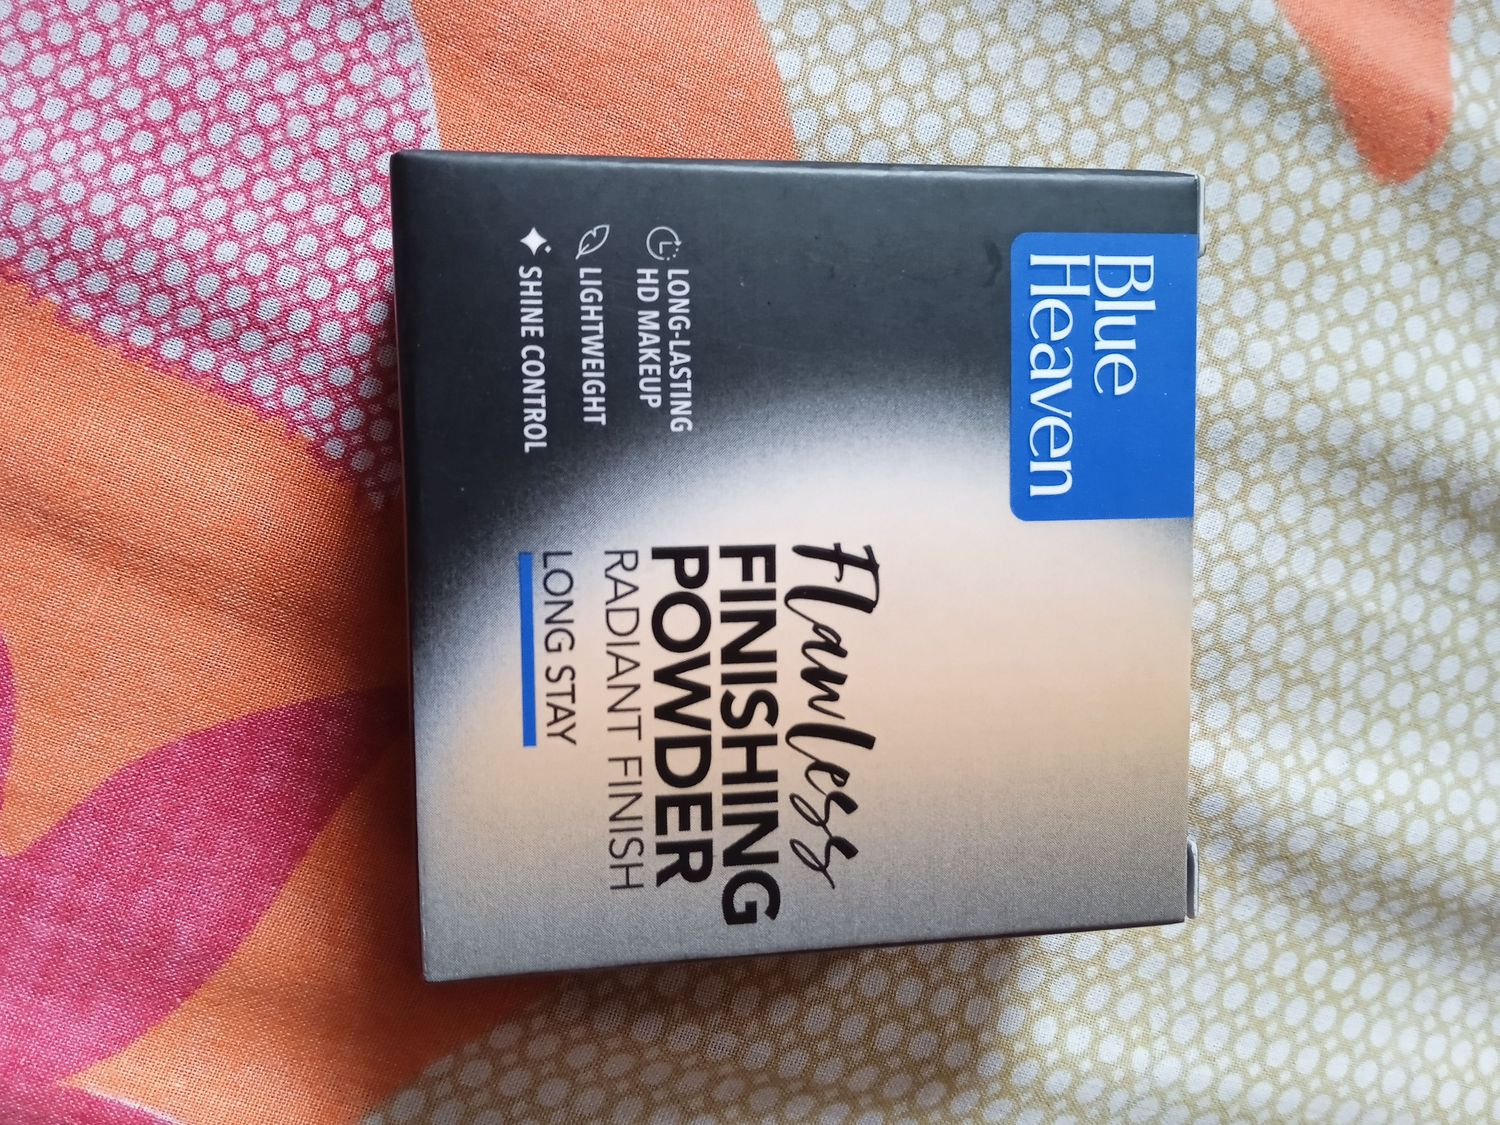 Blue
Heaven
Flawless
FINISHING
POWDER
RADIANT FINISH
LONG STAY
LONG-LASTING
HD MAKEUP
LIGHTWEIGHT
SHINE CONTROL